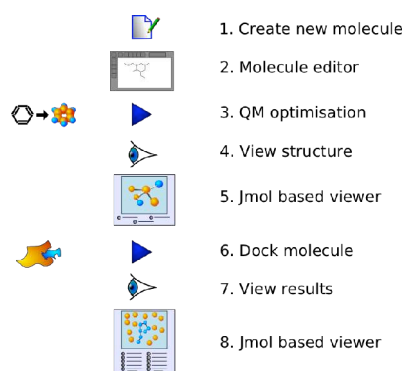 1. Create new molecule
2. Molecule editor
3. QM optimisation
4. View structure
5. Jmol based viewer
6. Dock molecule
7. View results
8. Jmol based viewer